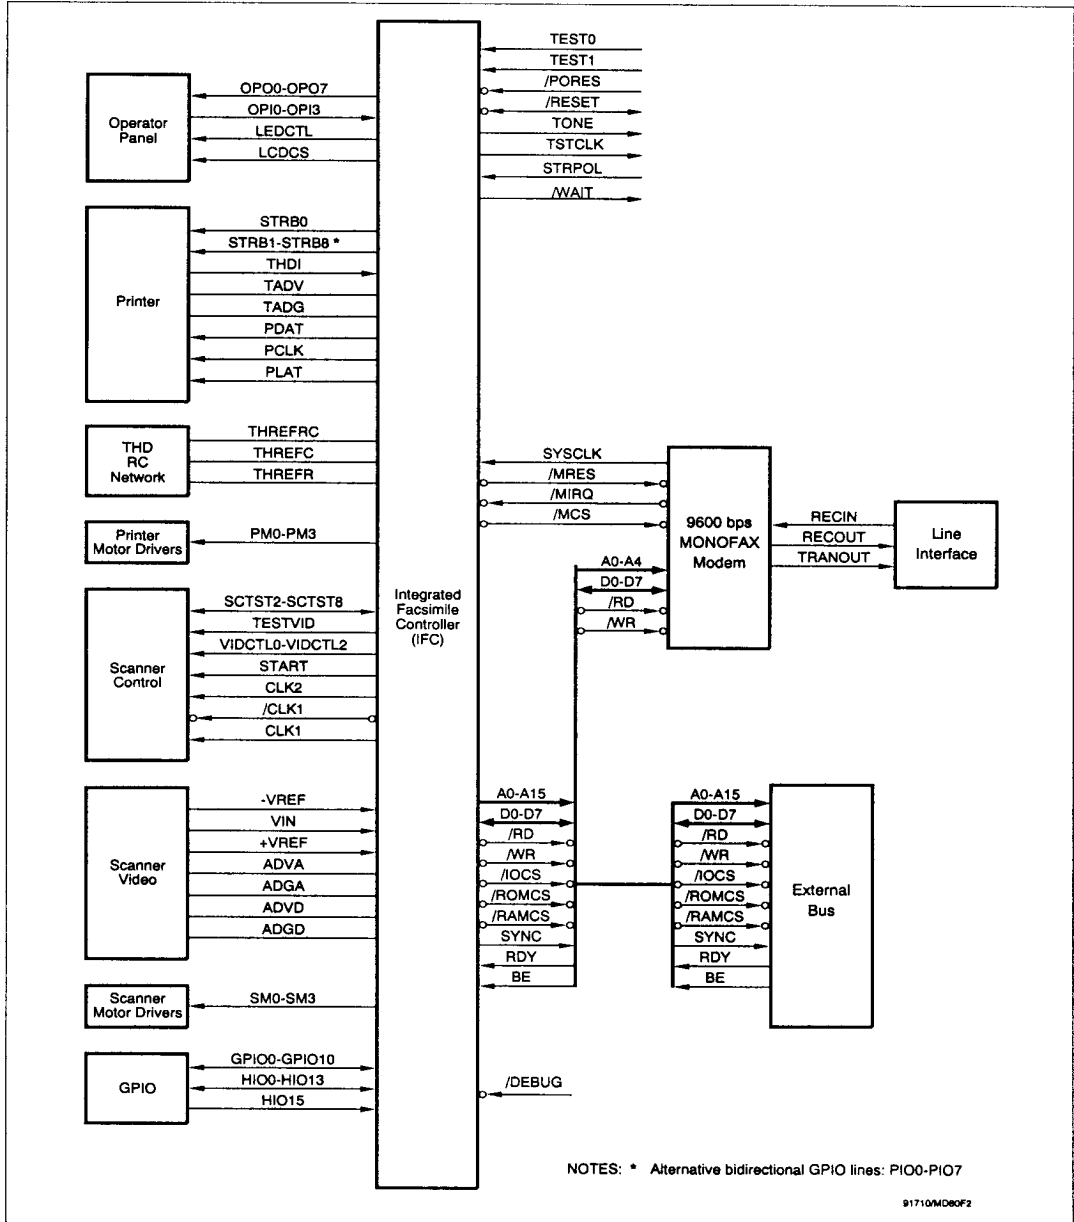 TEST0
TEST1
/PORES
/RESET
TONE
TSTCLK
STRPOL
/WAIT
Operator
Panel
OPO0-OPO7
OPI0-OPI3
LEDCTL
LCDCS
Printer
STRB0
STRB1-STRB8 *
THDI
TADV
TADG
PDAT
PCLK
PLAT
THD
RC
Network
THREFRC
THREFC
THREFR
Printer
Motor Drivers
PM0-PM3
Scanner
Control
SCTST2-SCTST8
TESTVID
VIDCTL0-VIDCTL2
START
CLK2
/CLK1
CLK1
Scanner
Video
-VREF
VIN
+VREF
ADVA
ADGA
ADVD
ADGD
Scanner
Motor Drivers
SM0-SM3
GPIO
GPIO0-GPIO10
HIO0-HIO13
HIO15
Integrated
Facsimile
Controller
(IFC)
SYSCLK
/MRES
/MIRQ
/MCS
A0-A4
D0-D7
/RD
/WR
9600 bps
MONOFAX
Modem
RECIN
RECOUT
TRANOUT
Line
Interface
A0-A15
D0-D7
/RD
/WR
/IOCS
/ROMCS
/RAMCS
SYNC
RDY
BE
A0-A15
D0-D7
/RD
/WR
/IOCS
/ROMCS
/RAMCS
SYNC
RDY
BE
External
Bus
/DEBUG
NOTES: * Alternative bidirectional GPIO lines: PIO0-PIO7
91710/MD80F2